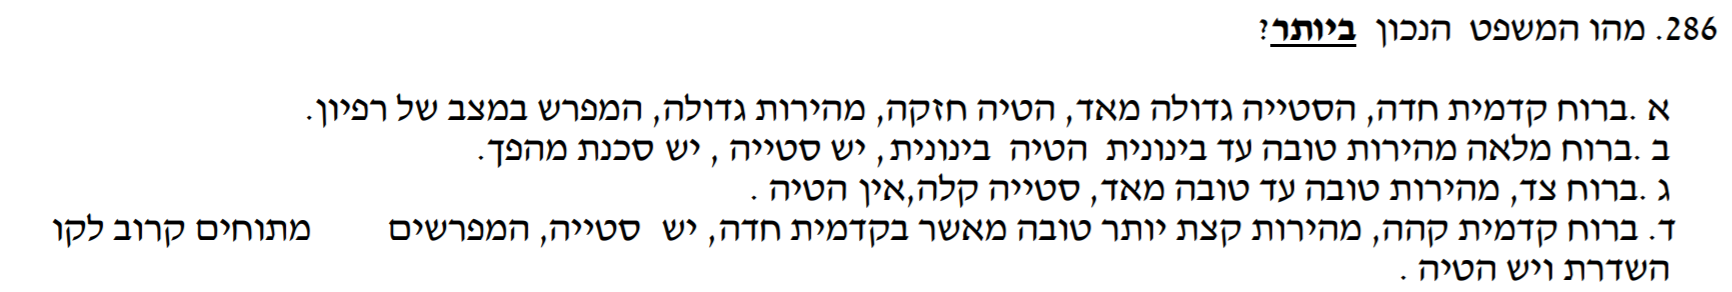 286. מהו המשפט הנכון ביותר?
א .ברוח קדמית חדה, הסטייה גדולה מאד, הטיה חזקה, מהירות גדולה, המפרש במצב של רפיון.
ב .ברוח מלאה מהירות טובה עד בינונית הטיה בינונית, יש סטייה , יש סכנת מהפך.
ג .ברוח צד, מהירות טובה עד טובה מאד, סטייה קלה,אין הטיה .
ד. ברוח קדמית קהה, מהירות קצת יותר טובה מאשר בקדמית חדה, יש סטייה, המפרשים מתוחים קרוב לקו
השדרת ויש הטיה .